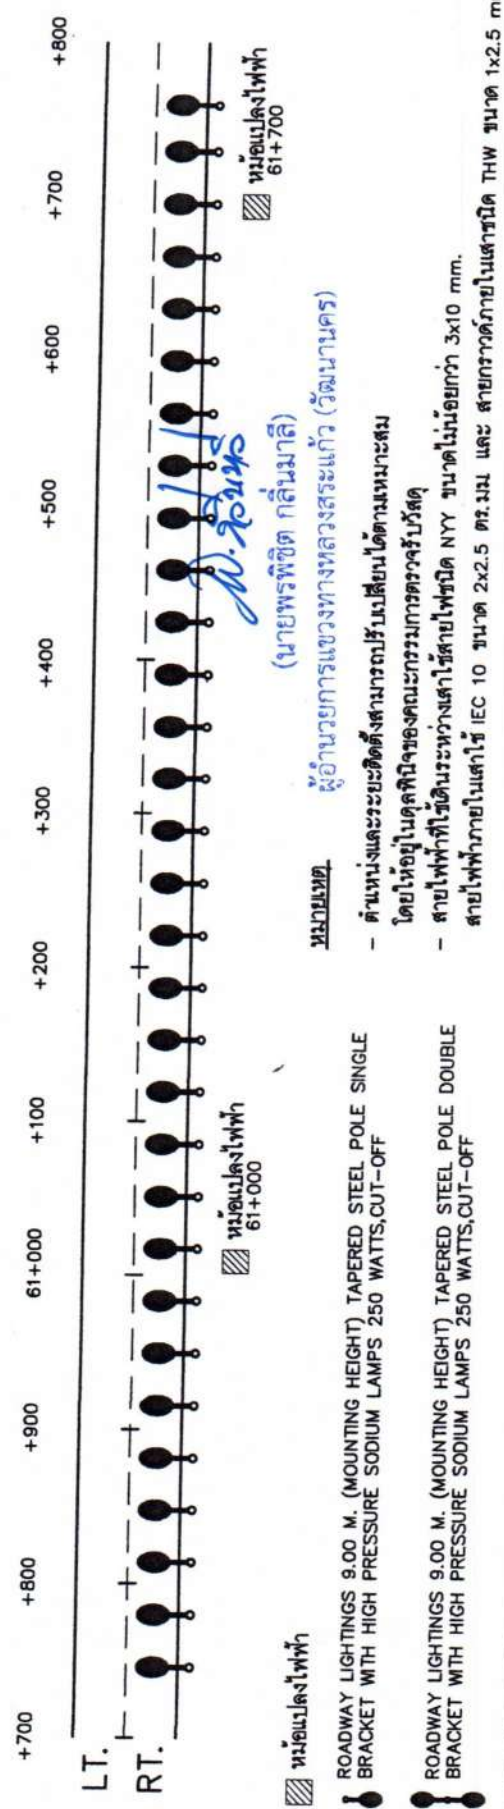 +700 +800 +900 61+000 +100 +200 +300 +400 +500 +600 +700 +800
LT.
RT.
หม้อแปลงไฟฟ้า
61+000
หม้อแปลงไฟฟ้า
61+700
(นายพรพิชิต กลิ่นมาลี)
ผู้อำนวยการแขวงทางหลวงสระแก้ว (วัฒนานคร)
หม้อแปลงไฟฟ้า
ROADWAY LIGHTINGS 9.00 M. (MOUNTING HEIGHT) TAPERED STEEL POLE SINGLE
BRACKET WITH HIGH PRESSURE SODIUM LAMPS 250 WATTS,CUT-OFF
ROADWAY LIGHTINGS 9.00 M. (MOUNTING HEIGHT) TAPERED STEEL POLE DOUBLE
BRACKET WITH HIGH PRESSURE SODIUM LAMPS 250 WATTS,CUT-OFF
หมายเหตุ
- ตำแหน่งและระยะติดตั้งสามารถปรับเปลี่ยนได้ตามเหมาะสม
โดยให้อยู่ในดุลพินิจของคณะกรรมการตรวจรับวัสดุ
- สายไฟฟ้าที่ใช้เดินระหว่างเสาใช้สายไฟชนิด NYY ขนาดไม่น้อยกว่า 3x10 mm.
สายไฟฟ้าภายในเสาใช้ IEC 10 ขนาด 2x2.5 ตร.มม และ สายกราวด์ภายในเสาชนิด THW ขนาด 1x2.5 m